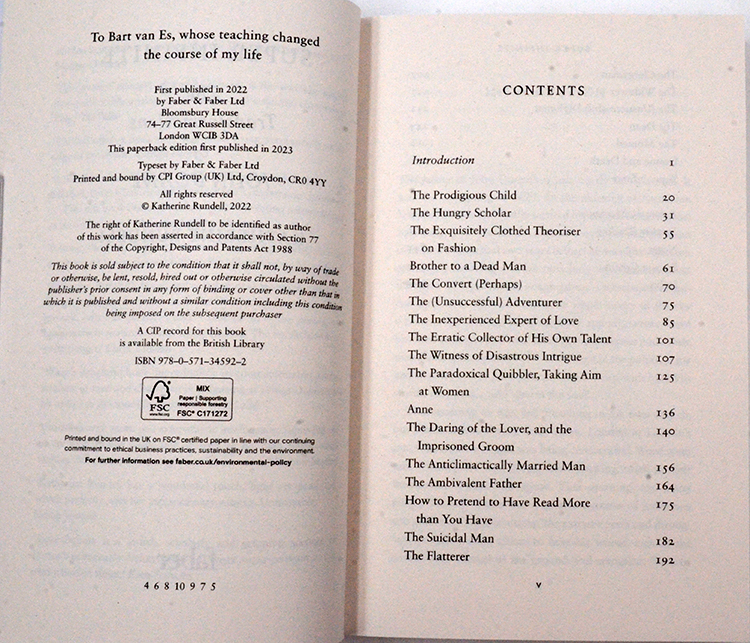 To Bart van Es, whose teaching changed
the course of my life
First published in 2022
by Faber & Faber Ltd
Bloomsbury House
74–77 Great Russell Street
London WC1B 3DA
This paperback edition first published in 2023
Typeset by Faber & Faber Ltd
Printed and bound by CPI Group (UK) Ltd, Croydon, CR0 4YY
All rights reserved
© Katherine Rundell, 2022
The right of Katherine Rundell to be identified as author
of this work has been asserted in accordance with Section 77
of the Copyright, Designs and Patents Act 1988
This book is sold subject to the condition that it shall not, by way of trade
or otherwise, be lent, resold, hired out or otherwise circulated without the
publisher's prior consent in any form of binding or cover other than that in
which it is published and without a similar condition including this condition
being imposed on the subsequent purchaser
A CIP record for this book
is available from the British Library
ISBN 978–0–571–34592–2
FSC
www.fsc.org
MIX
Paper | Supporting
responsible forestry
FSC® C171272
Printed and bound in the UK on FSC® certified paper in line with our continuing
commitment to ethical business practices, sustainability and the environment.
For further information see faber.co.uk/environmental-policy
4 6 8 10 9 7 5
CONTENTS
Introduction 1
The Prodigious Child 20
The Hungry Scholar 31
The Exquisitely Clothed Theoriser 55
on Fashion
Brother to a Dead Man 61
The Convert (Perhaps) 70
The (Unsuccessful) Adventurer 75
The Inexperienced Expert of Love 85
The Erratic Collector of His Own Talent 101
The Witness of Disastrous Intrigue 107
The Paradoxical Quibbler, Taking Aim 125
at Women
Anne 136
The Daring of the Lover, and the 140
Imprisoned Groom
The Anticlimactically Married Man 156
The Ambivalent Father 164
How to Pretend to Have Read More 175
than You Have
The Suicidal Man 182
The Flatterer 192
v